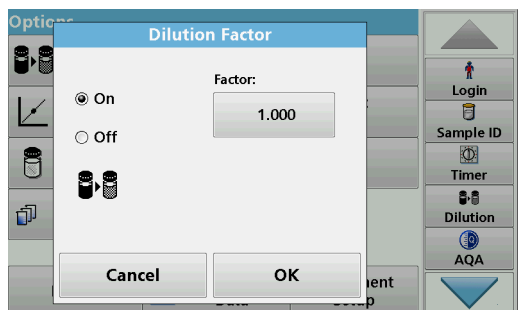 Options
Dilution Factor
On
Off
Factor:
1.000
Cancel
OK
Login
Sample ID
Timer
Dilution
AQA